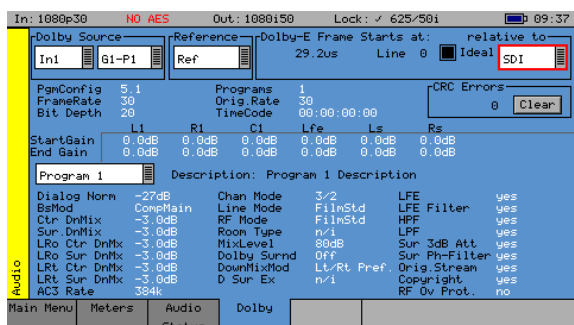 In: 1080p30 NO AES Out: 1080i50 Lock: ✓ 625/50i 09:37
Dolby Source Reference Dolby-E Frame Starts at: relative to
In1 G1-P1 Ref 29.2us Line 0 Ideal SDI
PgmConfig 5.1 Programs 1 CRC Errors
FrameRate 30 Orig.Rate 30 0 Clear
Bit Depth 20 TimeCode 00:00:00:00
L1 R1 C1 Lfe Ls Rs
StartGain 0.0dB 0.0dB 0.0dB 0.0dB 0.0dB 0.0dB
End Gain 0.0dB 0.0dB 0.0dB 0.0dB 0.0dB 0.0dB
Program 1 Description: Program 1 Description
Dialog Norm -27dB Chan Mode 3/2 LFE yes
BsMod CompMain Line Mode FilmStd LFE Filter yes
Ctr DnMix -3.0dB RF Mode FilmStd HPF yes
Sur.DnMix -3.0dB Room Type n/i LPF yes
LRo Ctr DnMx -3.0dB MixLevel 80dB Sur 3dB Att yes
LRo Sur DnMx -3.0dB Dolby Surnd Off Sur Ph-Filter yes
LRt Ctr DnMx -3.0dB DownMixMod Lt/Rt Pref. Orig.Stream yes
LRt Sur DnMx -3.0dB D Sur Ex n/i Copyright yes
AC3 Rate 384k RF Ov Prot. no
Audio
Main Menu Meters Audio Dolby
Status